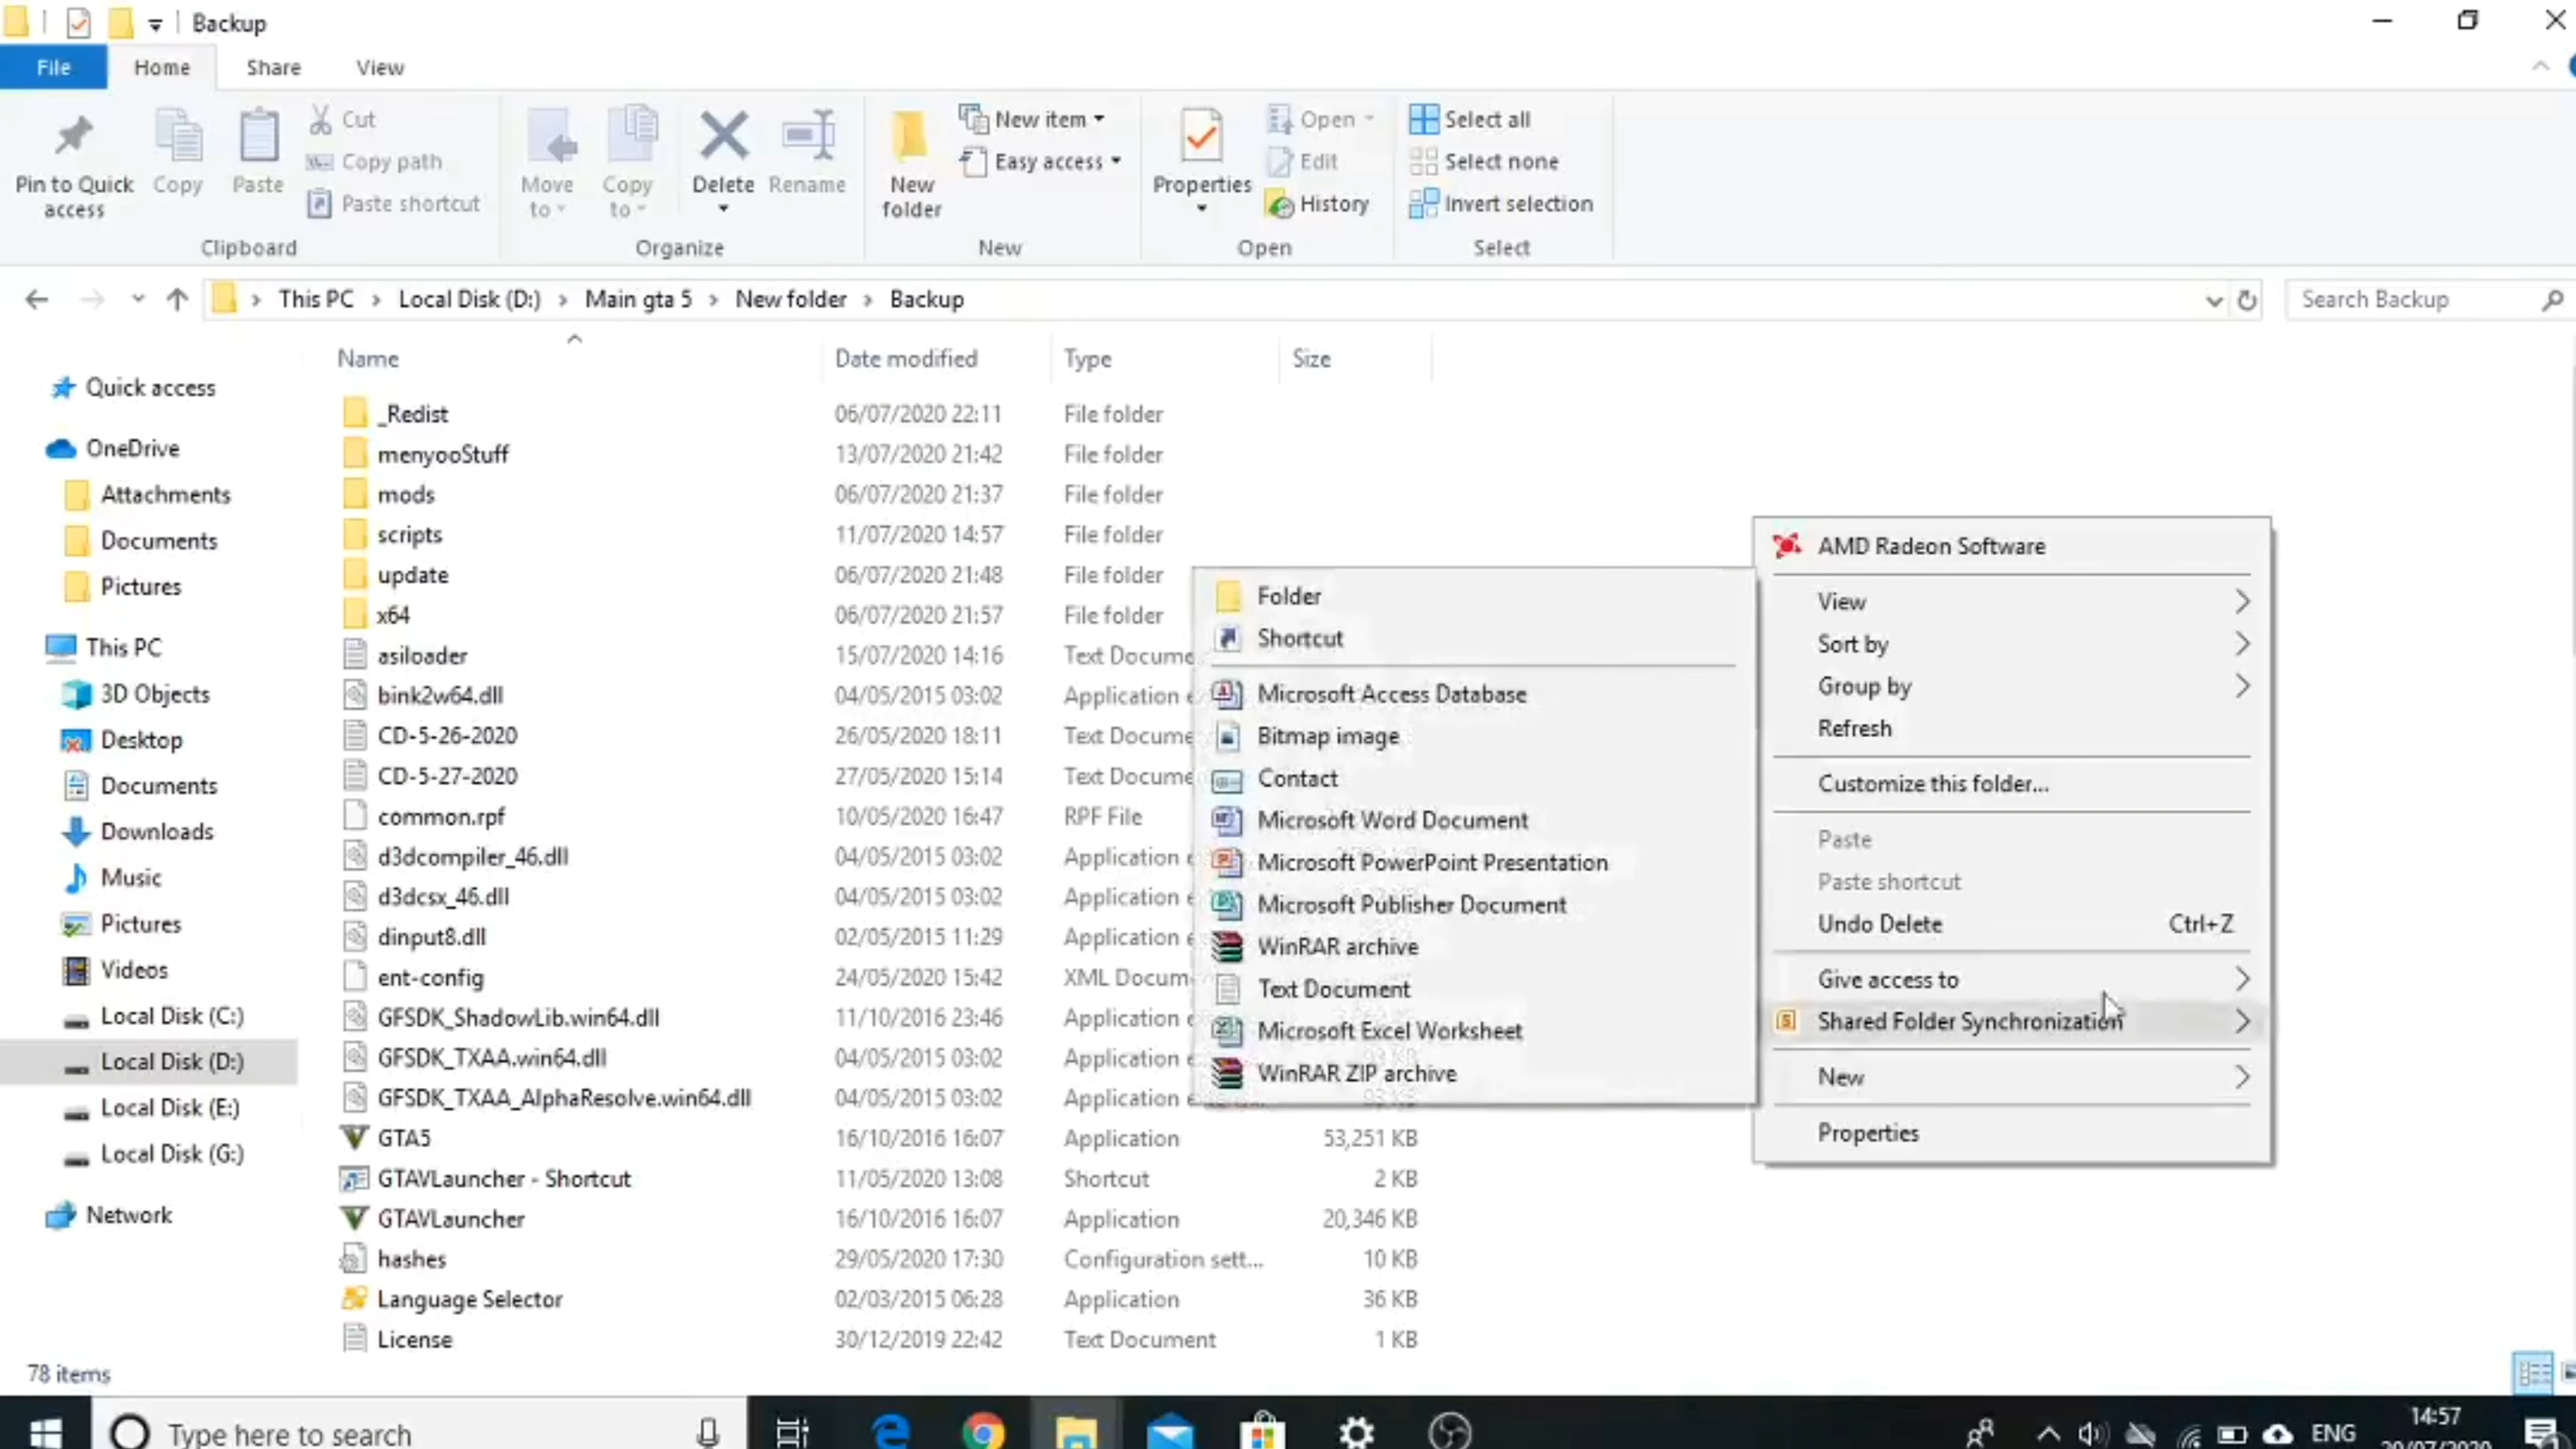 Backup
File Home Share View
Pin to Quick access
Copy
Paste
Cut
Copy path
Paste shortcut
Clipboard
Move to
Copy to
Delete
Rename
Organize
New folder
New item
Easy access
New
Properties
Open
Edit
History
Open
Select all
Select none
Invert selection
Select
This PC > Local Disk (D:) > Main gta 5 > New folder > Backup
Search Backup
Name Date modified Type Size
Quick access
OneDrive
Attachments
Documents
Pictures
This PC
3D Objects
Desktop
Documents
Downloads
Music
Pictures
Videos
Local Disk (C:)
Local Disk (D:)
Local Disk (E:)
Local Disk (G:)
Network
_Redist 06/07/2020 22:11 File folder
menyooStuff 13/07/2020 21:42 File folder
mods 06/07/2020 21:37 File folder
scripts 11/07/2020 14:57 File folder
update 06/07/2020 21:48 File folder
x64 06/07/2020 21:57 File folder
asiloader 15/07/2020 14:16 Text Docume
bink2w64.dll 04/05/2015 03:02 Application e
CD-5-26-2020 26/05/2020 18:11 Text Docume
CD-5-27-2020 27/05/2020 15:14 Text Docume
common.rpf 10/05/2020 16:47 RPF File
d3dcompiler_46.dll 04/05/2015 03:02 Application e
d3dcsx_46.dll 04/05/2015 03:02 Application e
dinput8.dll 02/05/2015 11:29 Application e
ent-config 24/05/2020 15:42 XML Docum
GFSDK_ShadowLib.win64.dll 11/10/2016 23:46 Application e
GFSDK_TXAA.win64.dll 04/05/2015 03:02 Application e
GFSDK_TXAA_AlphaResolve.win64.dll 04/05/2015 03:02 Application
GTA5 16/10/2016 16:07 Application 53,251 KB
GTAVLauncher - Shortcut 11/05/2020 13:08 Shortcut 2 KB
GTAVLauncher 16/10/2016 16:07 Application 20,346 KB
hashes 29/05/2020 17:30 Configuration sett... 10 KB
Language Selector 02/03/2015 06:28 Application 36 KB
License 30/12/2019 22:42 Text Document 1 KB
Folder
Shortcut
Microsoft Access Database
Bitmap image
Contact
Microsoft Word Document
Microsoft PowerPoint Presentation
Microsoft Publisher Document
WinRAR archive
Text Document
Microsoft Excel Worksheet
WinRAR ZIP archive
AMD Radeon Software
View
Sort by
Group by
Refresh
Customize this folder...
Paste
Paste shortcut
Undo Delete Ctrl+Z
Give access to
Shared Folder Synchronization
New
Properties
78 items
Type here to search
ENG
14:57